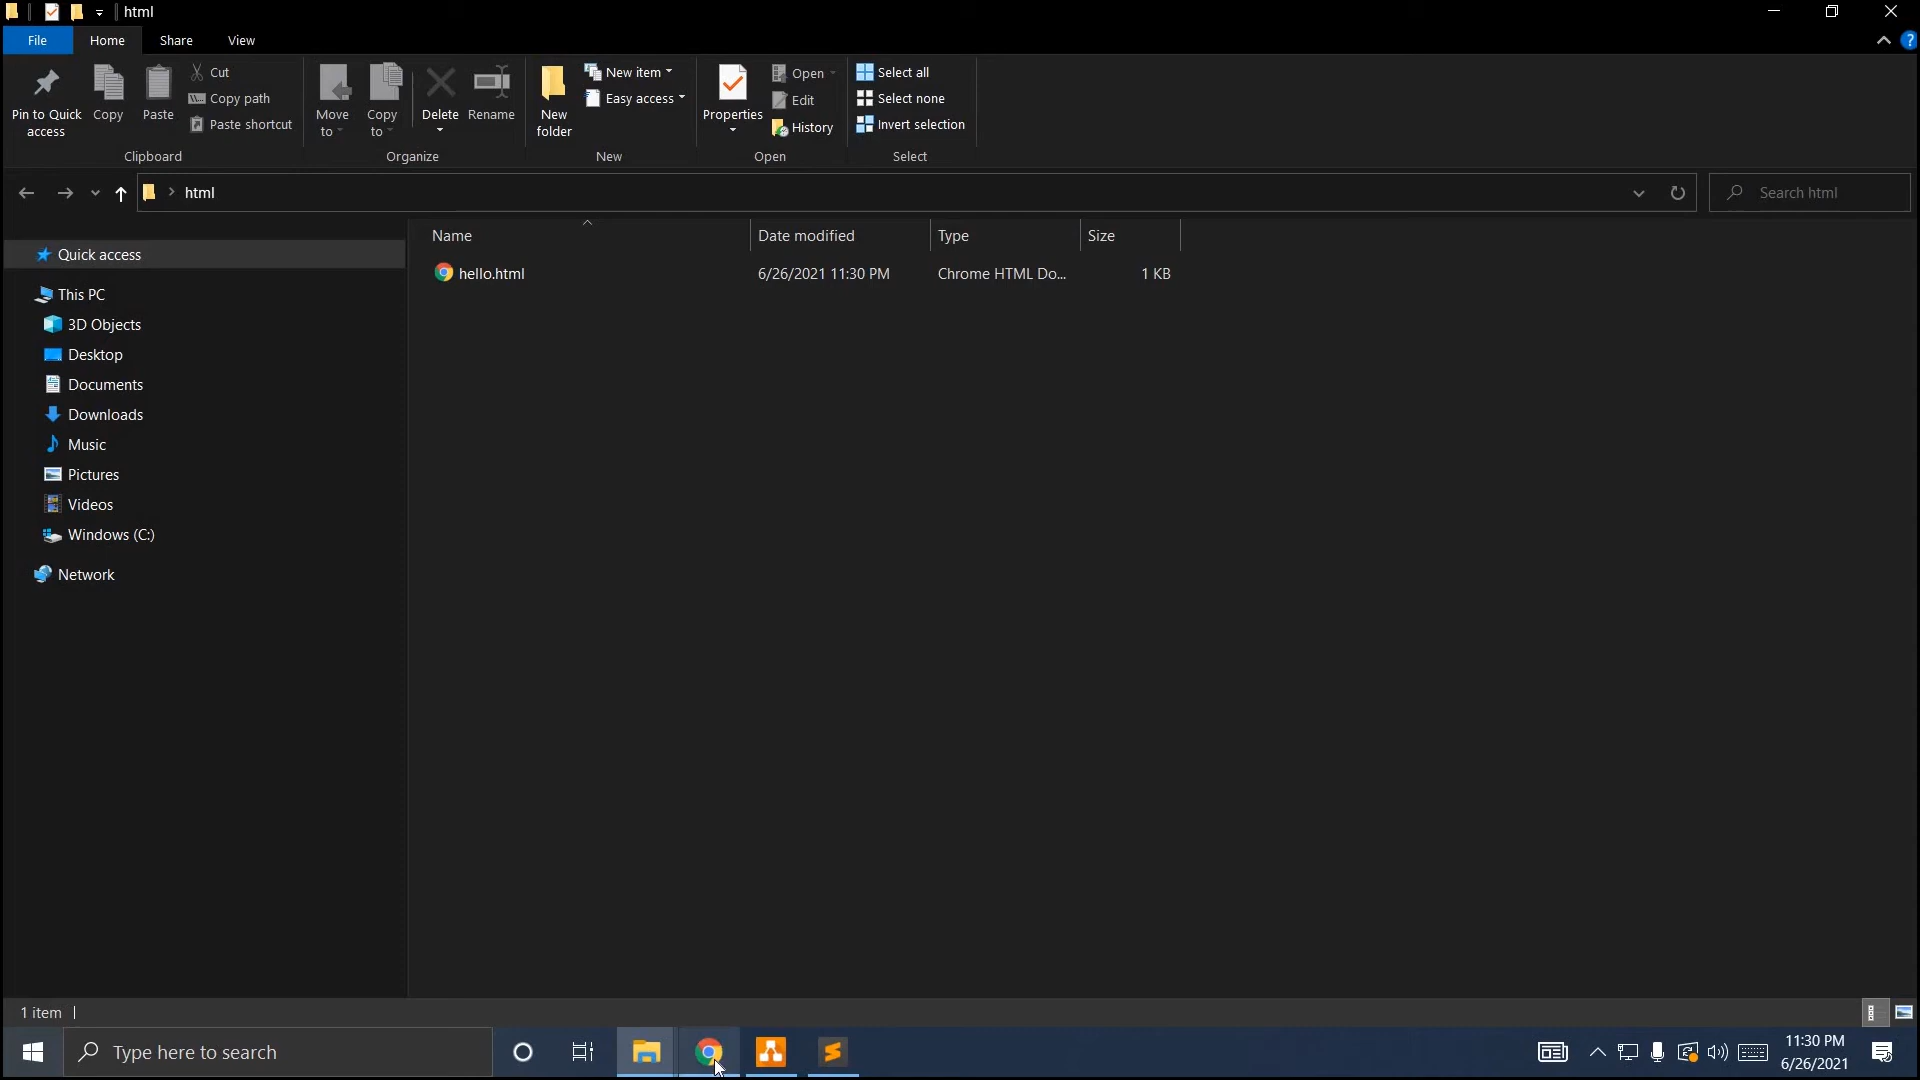 html
File
Home
Share
View
Pin to Quick access
Copy
Paste
Cut
Copy path
Paste shortcut
Clipboard
Move to
Copy to
Delete
Rename
Organize
New folder
New item
Easy access
New
Properties
Open
Edit
History
Open
Select all
Select none
Invert selection
Select
html
Search html
Name
Date modified
Type
Size
hello.html
6/26/2021 11:30 PM
Chrome HTML Do...
1 KB
Quick access
This PC
3D Objects
Desktop
Documents
Downloads
Music
Pictures
Videos
Windows (C:)
Network
1 item
Type here to search
11:30 PM
6/26/2021